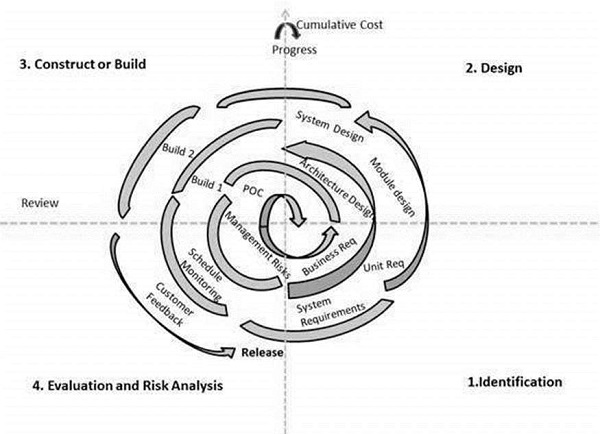 Cumulative Cost
Progress
3. Construct or Build
2. Design
System Design
Build 2
Module design
Architecture Design
Build 1
POC
Review
Management Risks
Business Req
Unit Req
Schedule
Monitoring
System
Requirements
Customer
Feedback
Release
4. Evaluation and Risk Analysis
1.Identification